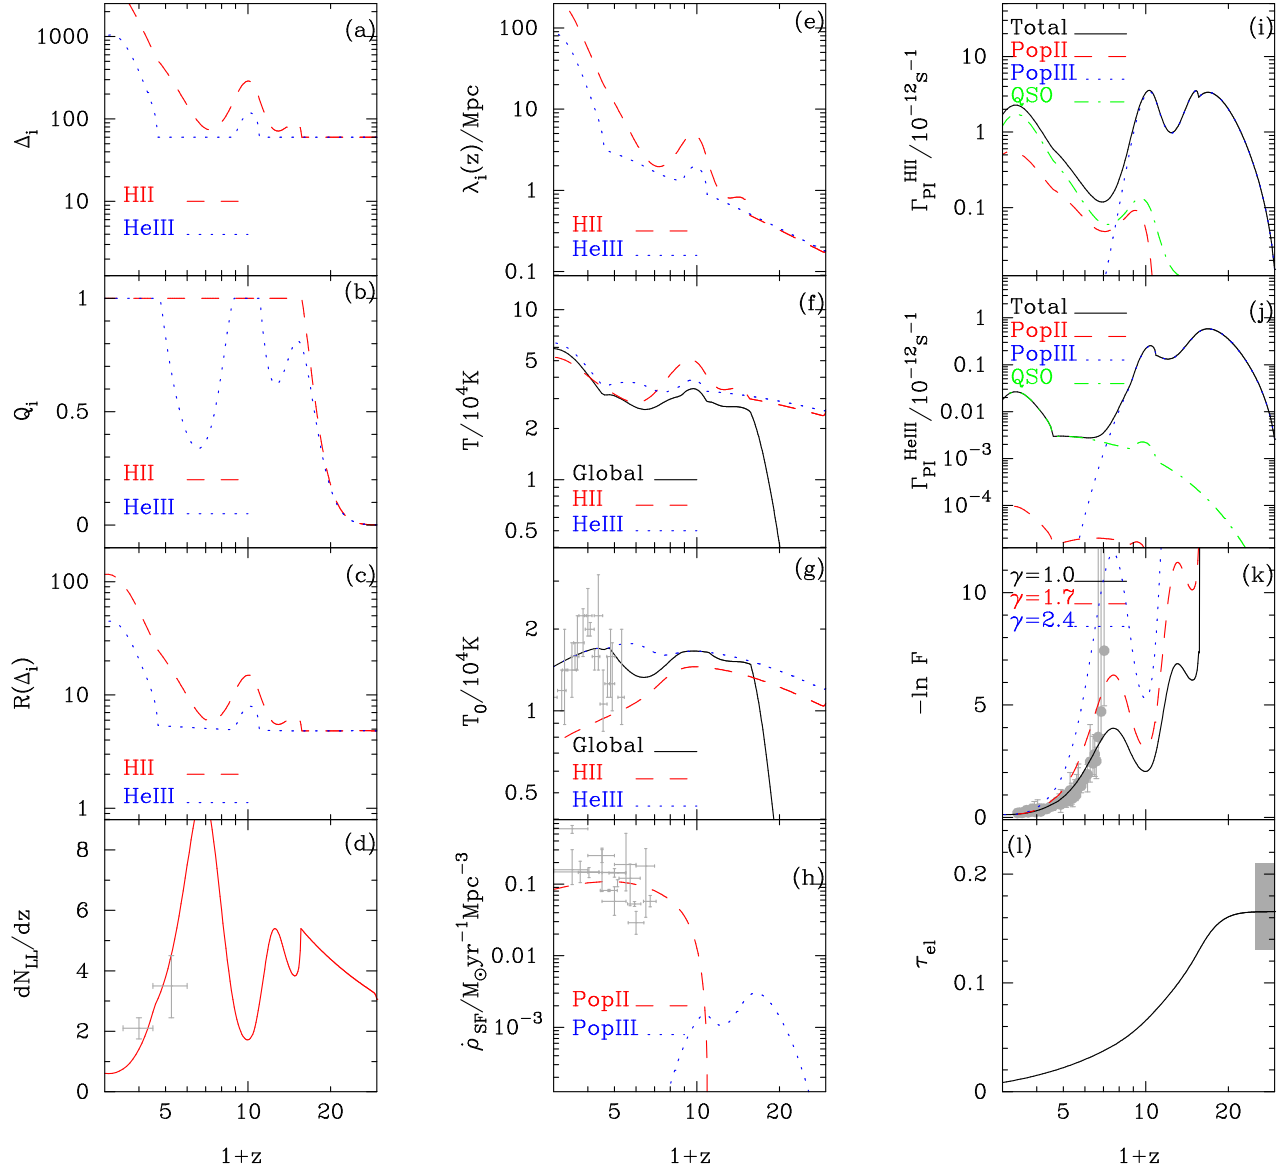 (a)
1000
100
10
Δi
HII
HeIII
(b)
1
0.5
0
Qi
HII
HeIII
(c)
100
10
1
R(Δi)
HII
HeIII
(d)
8
6
4
2
0
dNLL/dz
5 10 20
1+z
(e)
100
10
1
0.1
λi(z)/Mpc
HII
HeIII
(f)
10
5
2
1
0.5
T/10⁴K
Global
HII
HeIII
(g)
2
1
0.5
T0/10⁴K
Global
HII
HeIII
(h)
0.1
0.01
10⁻³
ρ̇SF/M⊙yr⁻¹Mpc⁻³
PopII
PopIII
5 10 20
1+z
(i)
Total
PopII
PopIII
QSO
10
1
0.1
ΓPI^HII/10⁻¹²s⁻¹
(j)
Total
PopII
PopIII
QSO
1
0.1
0.01
10⁻³
10⁻⁴
ΓPI^HeIII/10⁻¹²s⁻¹
(k)
γ=1.0
γ=1.7
γ=2.4
10
5
0
−ln F
(l)
0.2
0.1
0
τel
5 10 20
1+z